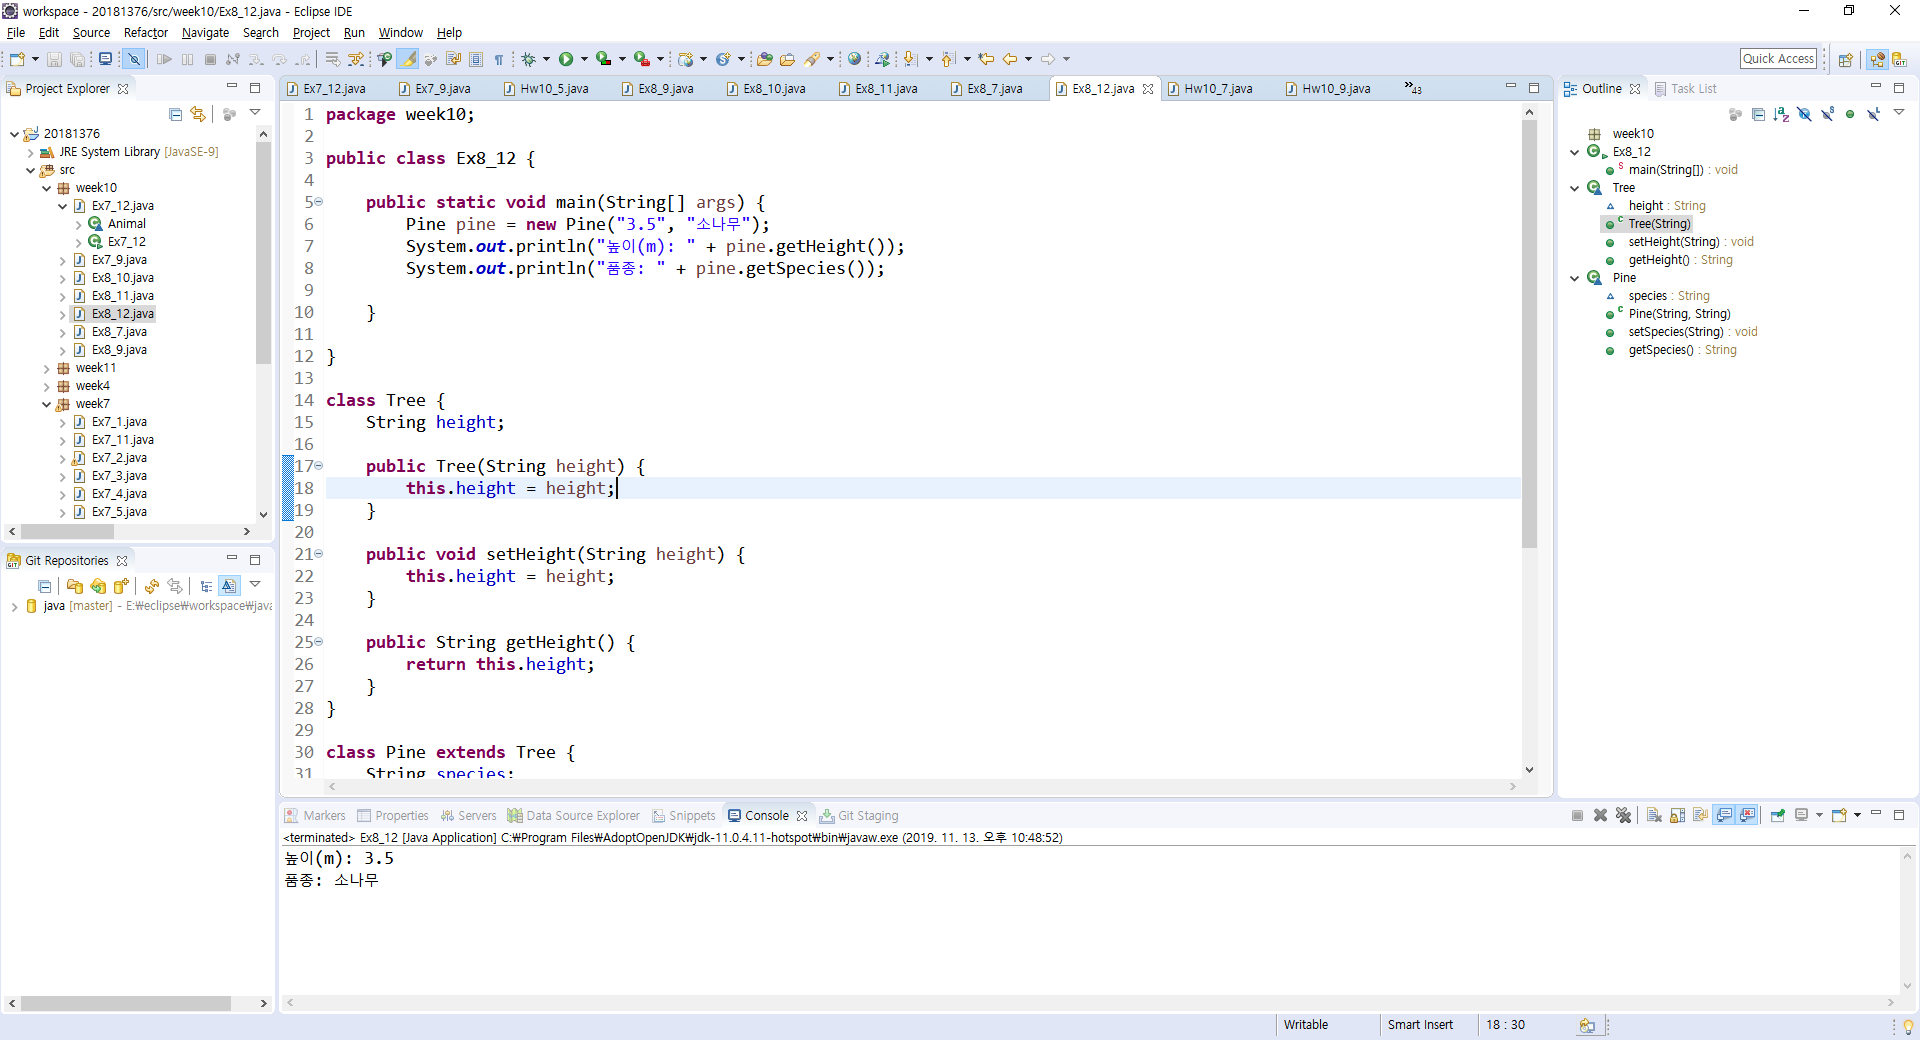 workspace - 20181376/src/week10/Ex8_12.java - Eclipse IDE
File Edit Source Refactor Navigate Search Project Run Window Help
Quick Access
Project Explorer
20181376
JRE System Library [JavaSE-9]
src
week10
Ex7_12.java
Animal
Ex7_12
Ex7_9.java
Ex8_10.java
Ex8_11.java
Ex8_12.java
Ex8_7.java
Ex8_9.java
week11
week4
week7
Ex7_1.java
Ex7_11.java
Ex7_2.java
Ex7_3.java
Ex7_4.java
Ex7_5.java
Git Repositories
java [master] - E:₩eclipse₩workspace₩java
Ex7_12.java Ex7_9.java Hw10_5.java Ex8_9.java Ex8_10.java Ex8_11.java Ex8_7.java Ex8_12.java Hw10_7.java Hw10_9.java »43
1 package week10;
2
3 public class Ex8_12 {
4
5 public static void main(String[] args) {
6 Pine pine = new Pine("3.5", "소나무");
7 System.out.println("높이(m): " + pine.getHeight());
8 System.out.println("품종: " + pine.getSpecies());
9
10 }
11
12 }
13
14 class Tree {
15 String height;
16
17 public Tree(String height) {
18 this.height = height;
19 }
20
21 public void setHeight(String height) {
22 this.height = height;
23 }
24
25 public String getHeight() {
26 return this.height;
27 }
28 }
29
30 class Pine extends Tree {
31 String species;
Outline Task List
week10
Ex8_12
main(String[]) : void
Tree
height : String
Tree(String)
setHeight(String) : void
getHeight() : String
Pine
species : String
Pine(String, String)
setSpecies(String) : void
getSpecies() : String
Markers Properties Servers Data Source Explorer Snippets Console Git Staging
<terminated> Ex8_12 [Java Application] C:₩Program Files₩AdoptOpenJDK₩jdk-11.0.4.11-hotspot₩bin₩javaw.exe (2019. 11. 13. 오후 10:48:52)
높이(m): 3.5
품종: 소나무
Writable Smart Insert 18 : 30